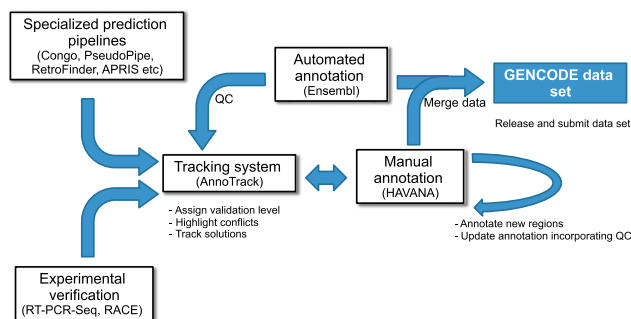 Specialized prediction
pipelines
(Congo, PseudoPipe,
RetroFinder, APRIS etc)
Automated
annotation
(Ensembl)
GENCODE data
set
QC
Merge data
Release and submit data set
Tracking system
(AnnoTrack)
Manual
annotation
(HAVANA)
- Assign validation level
- Highlight conflicts
- Track solutions
- Annotate new regions
- Update annotation incorporating QC
Experimental
verification
(RT-PCR-Seq, RACE)